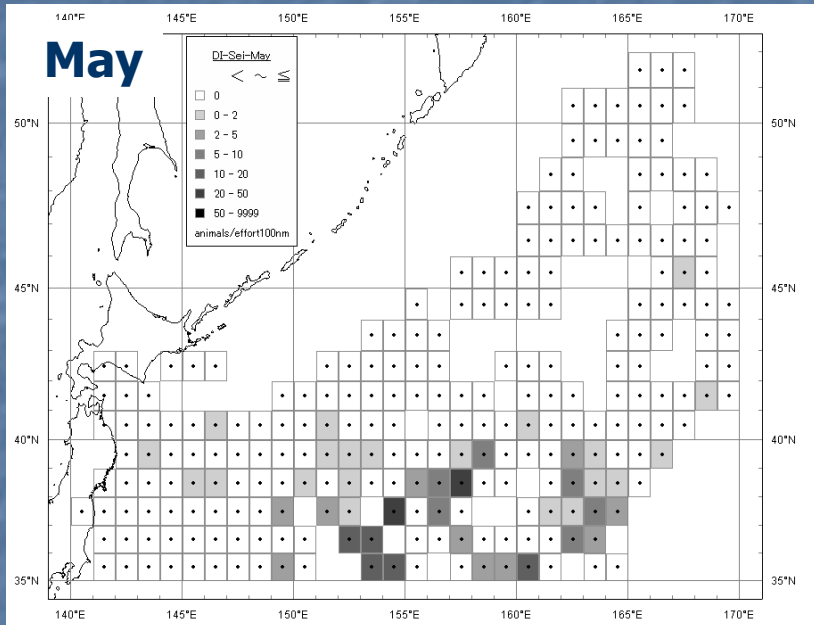 140°E 145°E 150°E 155°E 160°E 165°E 170°E
May
DI-Sei-May
< ~ ≦
0
0 - 2
2 - 5
5 - 10
10 - 20
20 - 50
50 - 9999
animals/effort100nm
50°N 50°N
45°N 45°N
40°N 40°N
35°N 35°N
140°E 145°E 150°E 155°E 160°E 165°E 170°E